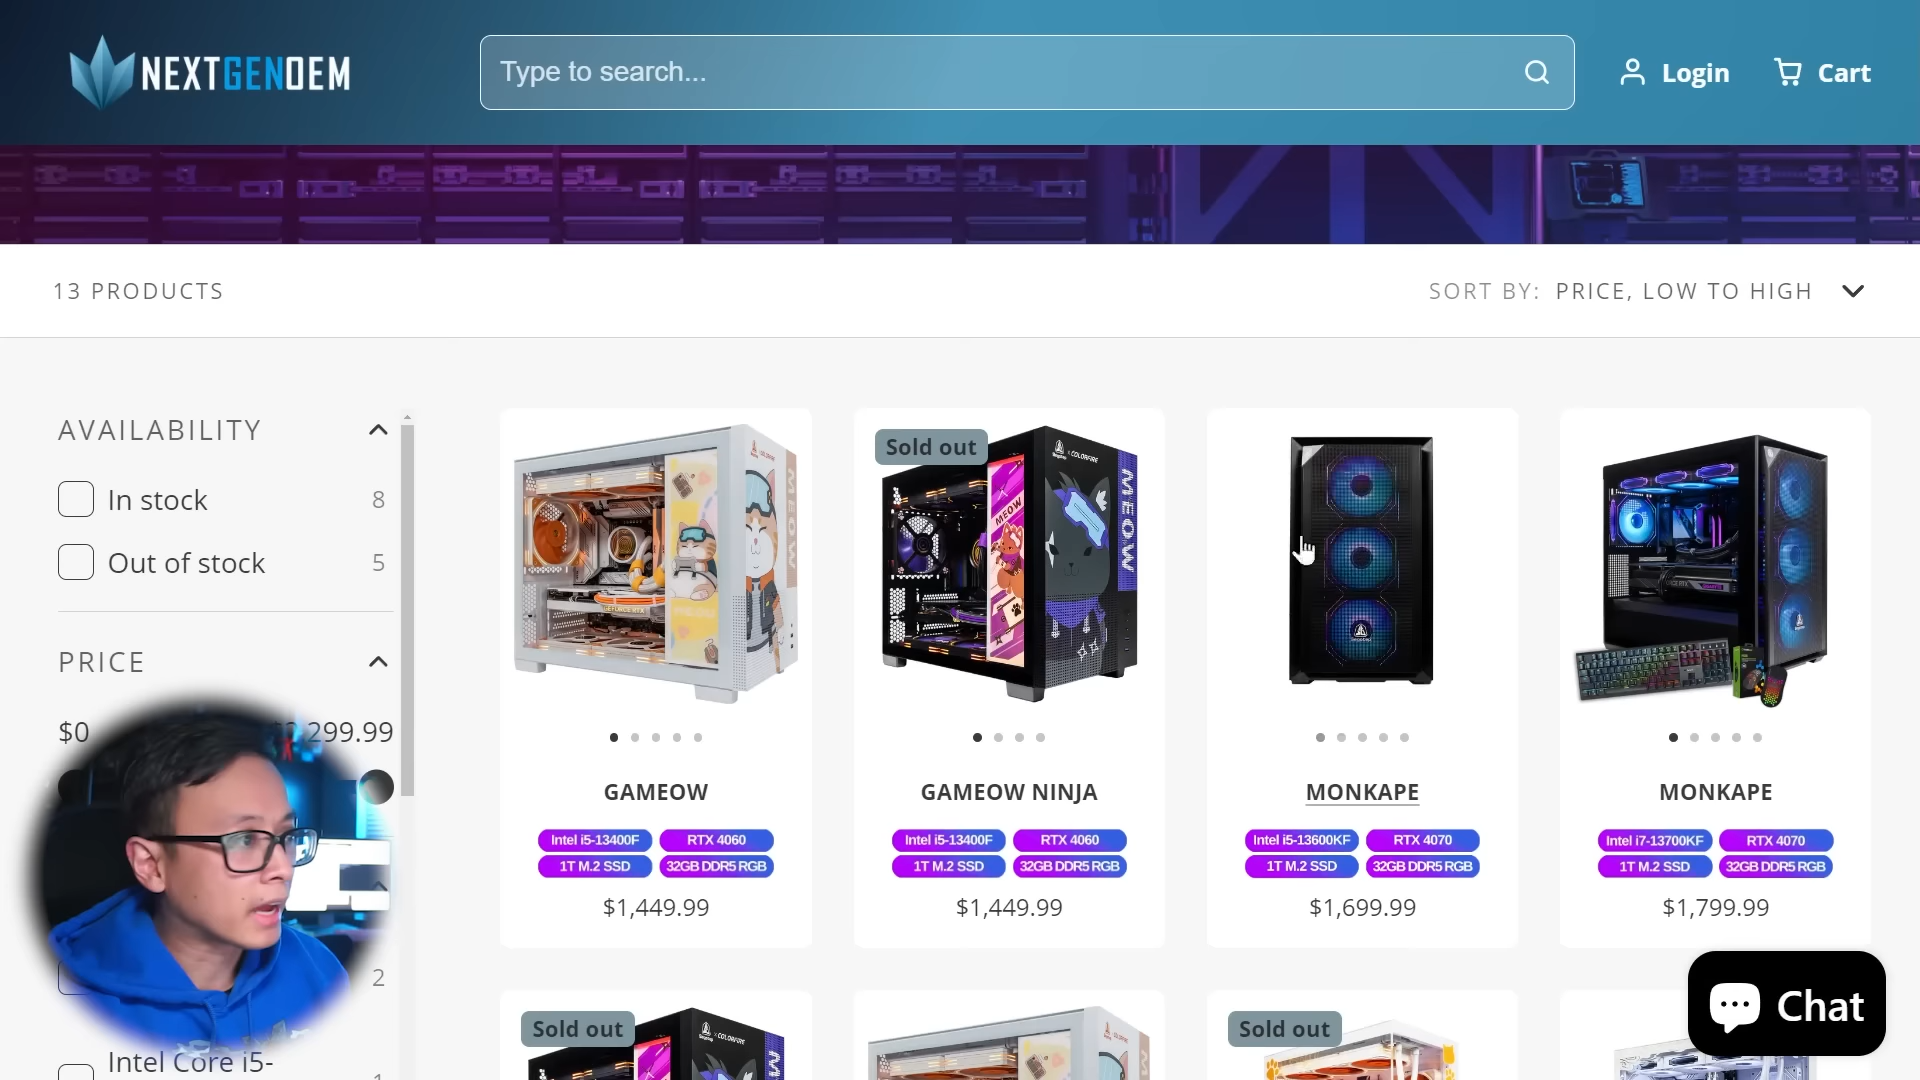 NEXTGENOEM
Type to search...
Login
Cart
13 PRODUCTS
SORT BY: PRICE, LOW TO HIGH
AVAILABILITY
In stock 8
Out of stock 5
PRICE
$0
299.99
2
Intel Core i5-
Sold out
MEOW
COLORFIRE
MEOW
GEFORCE RTX
GAMEOW
Intel i5-13400F RTX 4060
1T M.2 SSD 32GB DDR5 RGB
$1,449.99
GAMEOW NINJA
Intel i5-13400F RTX 4060
1T M.2 SSD 32GB DDR5 RGB
$1,449.99
MONKAPE
Intel i5-13600KF RTX 4070
1T M.2 SSD 32GB DDR5 RGB
$1,699.99
MONKAPE
Intel i7-13700KF RTX 4070
1T M.2 SSD 32GB DDR5 RGB
$1,799.99
Sold out
Sold out
Chat